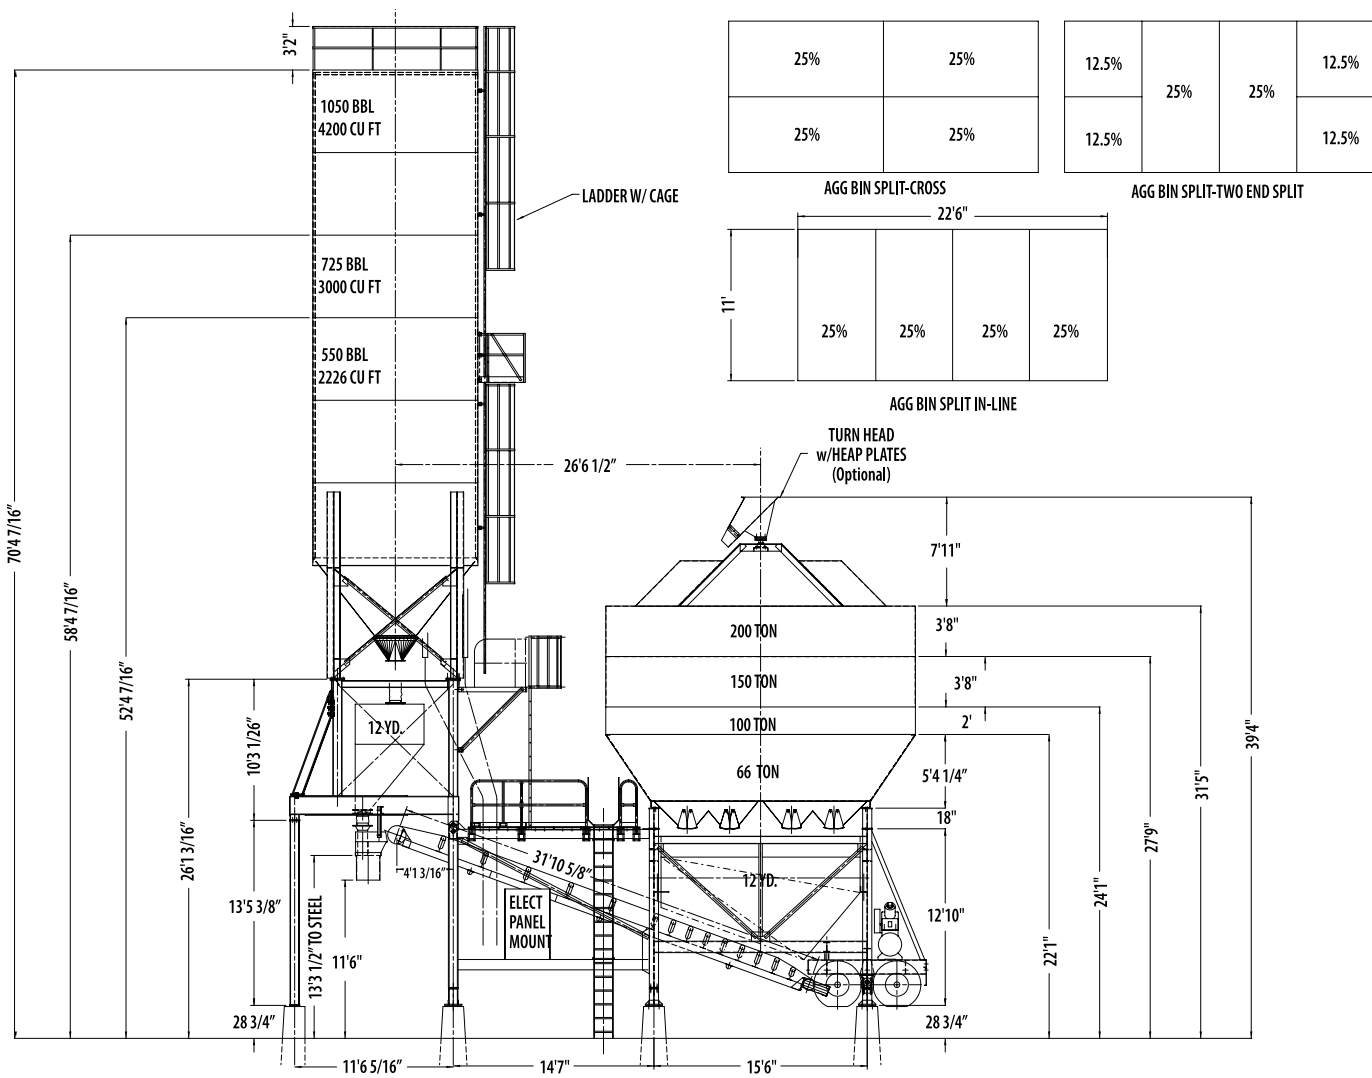 3'2"
1050 BBL
4200 CU FT
LADDER W/ CAGE
725 BBL
3000 CU FT
550 BBL
2226 CU FT
25%
25%
25%
25%
AGG BIN SPLIT-CROSS
12.5%
12.5%
25%
25%
12.5%
12.5%
AGG BIN SPLIT-TWO END SPLIT
22'6"
11'
25%
25%
25%
25%
AGG BIN SPLIT IN-LINE
TURN HEAD
w/HEAP PLATES
(Optional)
26'6 1/2"
70'4 7/16"
58'4 7/16"
52'4 7/16"
26'1 3/16"
10'3 1/26"
13'5 3/8"
28 3/4"
12 YD.
4'1 3/16"
31'10 5/8"
13'3 1/2" TO STEEL
11'6"
ELECT
PANEL
MOUNT
12 YD.
200 TON
150 TON
100 TON
66 TON
7'11"
3'8"
3'8"
2'
5'4 1/4"
18"
12'10"
28 3/4"
22'1"
24'1"
27'9"
31'5"
39'4"
11'6 5/16"
14'7"
15'6"